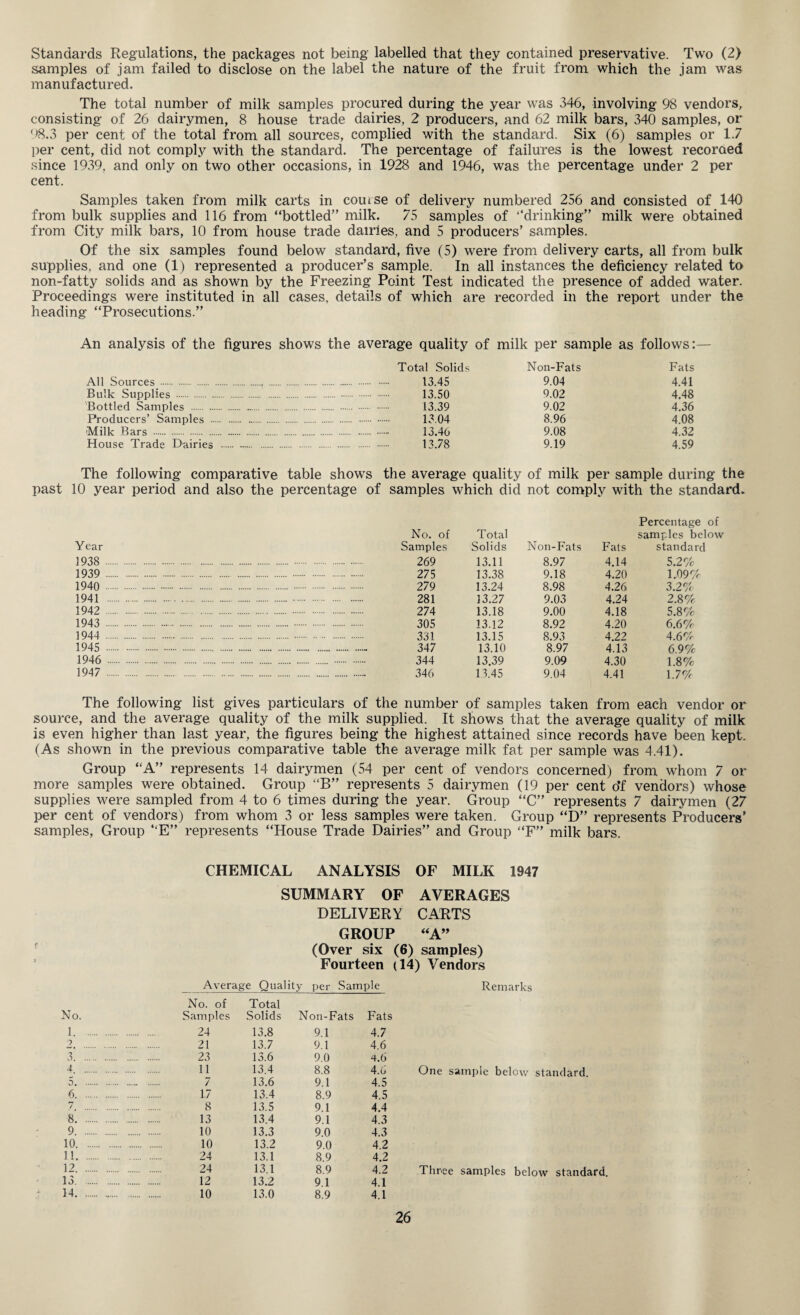 Standards Regulations, the packages not being labelled that they contained preservative. Two (2)
samples of jam failed to disclose on the label the nature of the fruit from which the jam was
manufactured.
The total number of milk samples procured during the year was 346, involving 98 vendors,
consisting of 26 dairymen, 8 house trade dairies, 2 producers, and 62 milk bars, 340 samples, or
98.3 per cent of the total from all sources, complied with the standard. Six (6) samples or 1.7
per cent, did not comply with the standard. The percentage of failures is the lowest recorded
since 1939, and only on two other occasions, in 1928 and 1946, was the percentage under 2 per
cent.
Samples taken from milk carts in course of delivery numbered 256 and consisted of 140
from bulk supplies and 116 from “bottled” milk. 75 samples of “drinking” milk were obtained
from City milk bars, 10 from house trade dairies, and 5 producers’ samples.
Of the six samples found below standard, five (5) were from delivery carts, all from bulk
supplies, and one (1) represented a producer’s sample. In all instances the deficiency related to
non-fatty solids and as shown by the Freezing Point Test indicated the presence of added water.
Proceedings were instituted in all cases, details of which are recorded in the report under the
heading “Prosecutions.”
An analysis of the figures shows the average quality of milk per sample as follows:—
Total Solids Non-Fats Fats
All Sources 13.45 9.04 4.41
Bulk Supplies 13.50 9.02 4.48
Bottled Samples 13.39 9.02 4.36
Producers’ Samples 13.04 8.96 4.08
Milk Bars 13.46 9.08 4.32
House Trade Dairies 13.78 9.19 4.59
The following comparative table shows the average quality of milk per sample during the
past 10 year period and also the percentage of samples which did not comply with the standard.
Percentage of
No. of Total samples below
Year Samples Solids Non-Fats Fats standard
1938 269 13.11 8.97 4.14 5.2%
1939 275 13.38 9.18 4.20 1.09%
1940 279 13.24 8.98 4.26 3.2%
1941 281 13.27 9.03 4.24 2.8%
1942 274 13.18 9.00 4.18 5.8%
1943 305 13.12 8.92 4.20 6.6%
1944 331 13.15 8.93 4.22 4.6%
1945 347 13.10 8.97 4.13 6.9%
1946 344 13.39 9.09 4.30 1.8%
1947 346 13.45 9.04 4.41 1.7%
The following list gives particulars of the number of samples taken from each vendor or
source, and the average quality of the milk supplied. It shows that the average quality of milk
is even higher than last year, the figures being the highest attained since records have been kept.
(As shown in the previous comparative table the average milk fat per sample was 4.41).
Group “A” represents 14 dairymen (54 per cent of vendors concerned) from whom 7 or
more samples were obtained. Group “B” represents 5 dairymen (19 per cent of vendors) whose
supplies were sampled from 4 to 6 times during the year. Group “C” represents 7 dairymen (27
per cent of vendors) from whom 3 or less samples were taken. Group “D” represents Producers’
samples, Group “E” represents “House Trade Dairies” and Group “F” milk bars.
CHEMICAL ANALYSIS OF MILK 1947
SUMMARY OF AVERAGES
DELIVERY CARTS
GROUP “A”
(Over six (6) samples)
Fourteen (14) Vendors
Average Quality per Sample Remarks
No. of Total
No. Samples Solids Non-Fats Fats
1. 24 13.8 9.1 4.7
2. 21 13.7 9.1 4.6
3. 23 13.6 9.0 4.6
4. 11 13.4 8.8 4.6 One sample below standard.
5. 7 13.6 9.1 4.5
6. 17 13.4 8.9 4.5
7. 8 13.5 9.1 4.4
8. 13 13.4 9.1 4.3
9. 10 13.3 9.0 4.3
10. 10 13.2 9.0 4.2
11. 24 13.1 8.9 4.2
12. 24 13.1 8.9 4.2 Three samples below standard.
13. 12 13.2 9.1 4.1
14. 10 13.0 8.9 4.1
26